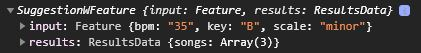 SuggestionWFeature {input: Feature, results: ResultsData} i
▶ input: Feature {bpm: "35", key: "B", scale: "minor"}
▶ results: ResultsData {songs: Array(3)}